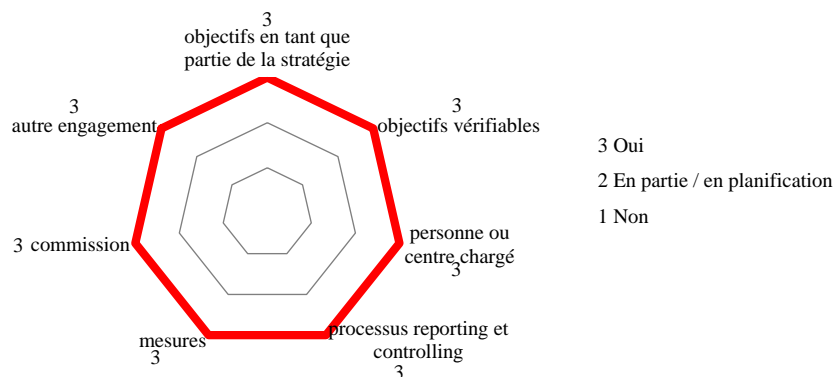 3
objectifs en tant que
partie de la stratégie
3
objectifs vérifiables
personne ou
centre chargé
3
processus reporting et
controlling
3
mesures
3
3 commission
3
autre engagement
3 Oui
2 En partie / en planification
1 Non